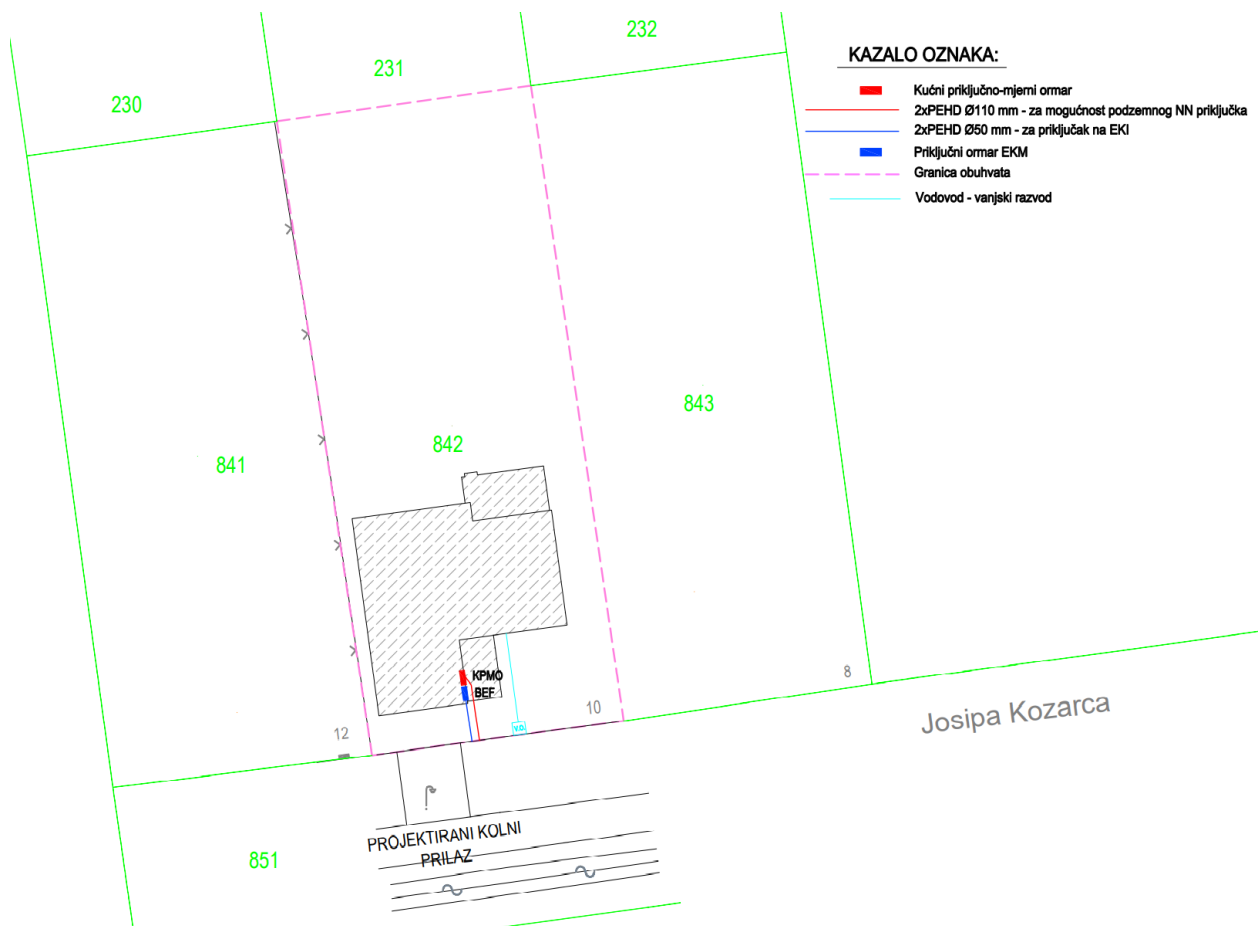 232
231
230
KAZALO OZNAKA:
Kućni priključno-mjerni ormar
2xPEHD Ø110 mm - za mogućnost podzemnog NN priključka
2xPEHD Ø50 mm - za priključak na EKI
Priključni ormar EKM
Granica obuhvata
Vodovod - vanjski razvod
843
842
841
KPMO
BEF
8
10
V.O.
12
Josipa Kozarca
PROJEKTIRANI KOLNI
PRILAZ
851